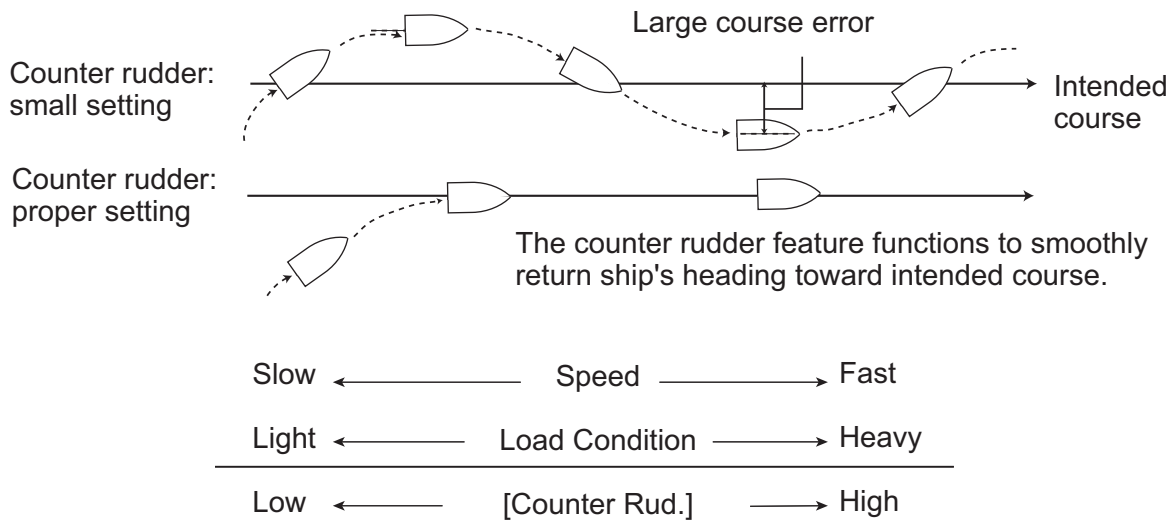 Large course error
Counter rudder:
small setting
Intended
course
Counter rudder:
proper setting
The counter rudder feature functions to smoothly
return ship's heading toward intended course.
Slow Speed Fast
Light Load Condition Heavy
Low [Counter Rud.] High